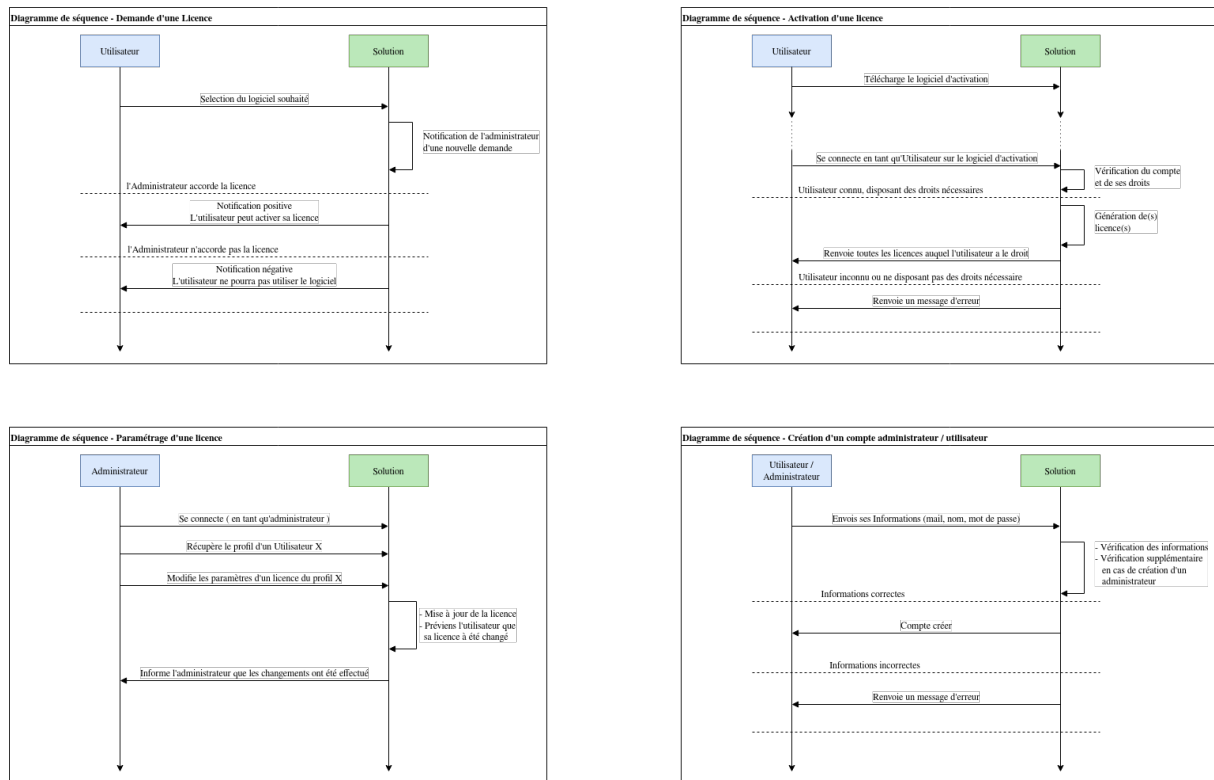 Diagramme de séquence - Demande d'une Licence
Utilisateur
Solution
Selection du logiciel souhaité
Notification de l'administrateur
d'une nouvelle demande
l'Administrateur accorde la licence
Notification positive
L'utilisateur peut activer sa licence
l'Administrateur n'accorde pas la licence
Notification négative
L'utilisateur ne pourra pas utiliser le logiciel
Diagramme de séquence - Activation d'une licence
Utilisateur
Solution
Télécharge le logiciel d'activation
Se connecte en tant qu'Utilisateur sur le logiciel d'activation
Vérification du compte
et de ses droits
Utilisateur connu, disposant des droits nécessaires
Génération de(s)
licence(s)
Renvoie toutes les licences auquel l'utilisateur a le droit
Utilisateur inconnu ou ne disposant pas des droits nécessaire
Renvoie un message d'erreur
Diagramme de séquence - Paramétrage d'une licence
Administrateur
Solution
Se connecte ( en tant qu'administrateur )
Récupère le profil d'un Utilisateur X
Modifie les paramètres d'un licence du profil X
- Mise à jour de la licence
- Préviens l'utilisateur que
sa licence à été changé
Informe l'administrateur que les changements ont été effectué
Diagramme de séquence - Création d'un compte administrateur / utilisateur
Utilisateur /
Administrateur
Solution
Envois ses Informations (mail, nom, mot de passe)
- Vérification des informations
- Vérification supplémentaire
en cas de création d'un
administrateur
Informations correctes
Compte créer
Informations incorrectes
Renvoie un message d'erreur